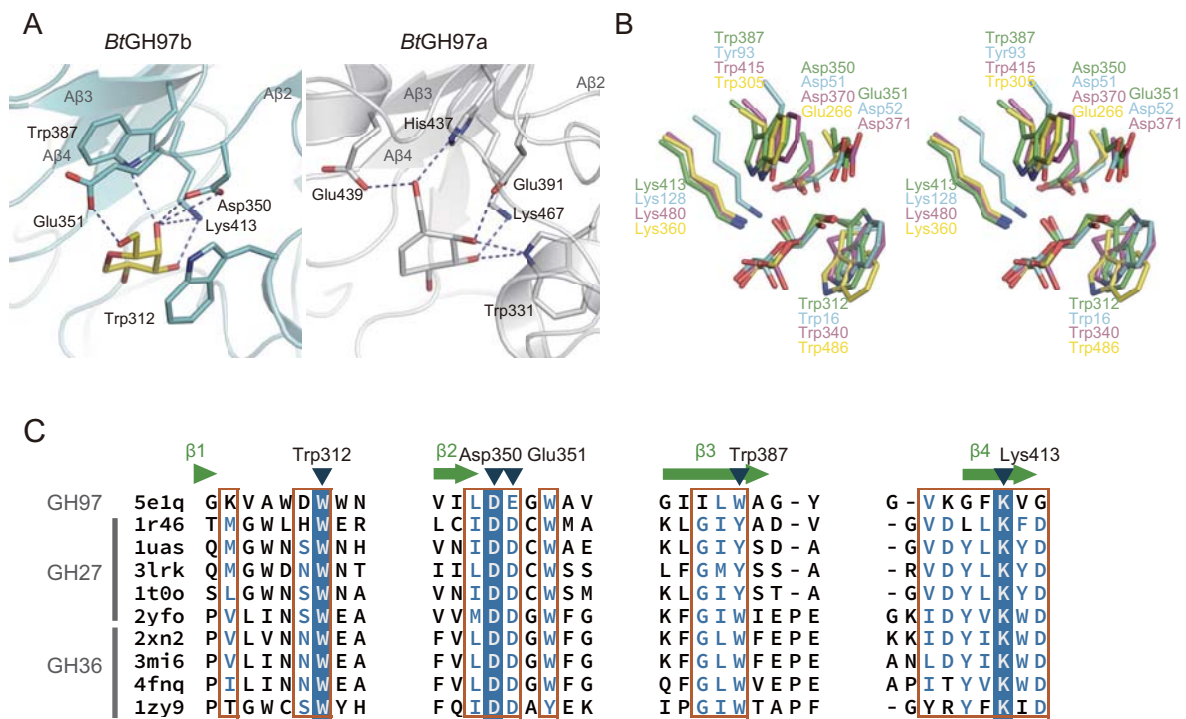 A
BtGH97b
Aβ3
Aβ2
Trp387
Aβ4
Glu351
Asp350
Lys413
Trp312
BtGH97a
Aβ3
Aβ2
His437
Aβ4
Glu439
Glu391
Lys467
Trp331
B
Trp387
Tyr93
Trp415
Trp305
Asp350
Asp51
Asp370
Glu266
Glu351
Asp52
Asp371
Lys413
Lys128
Lys480
Lys360
Trp312
Trp16
Trp340
Trp486
Trp387
Tyr93
Trp415
Trp305
Asp350
Asp51
Asp370
Glu266
Glu351
Asp52
Asp371
Lys413
Lys128
Lys480
Lys360
Trp312
Trp16
Trp340
Trp486
C
β1 Trp312 β2 Asp350 Glu351 β3 Trp387 β4 Lys413
GH97 5e1q G K V A W D W W N V I L D E G W A V G I I L W A G - Y G - V K G F K V G
1r46 T M G W L H W E R L C I D D C W M A K L G I Y A D - V - G V D L L K F D
1uas Q M G W N S W N H V N I D D C W A E K L G I Y S D - A - G V D Y L K Y D
GH27 3lrk Q M G W D N W N T I I L D D C W S S L F G M Y S S - A - R V D Y L K Y D
1t0o S L G W N S W N A V N I D D C W S M K L G I Y S T - A - G V D Y L K Y D
2yfo P V L I N S W N A V V M D D G W F G K F G I W I E P E G K I D Y V K W D
2xn2 P V L V N N W E A F V L D D G W F G K F G L W F E P E K K I D Y I K W D
GH36 3mi6 P V L I N N W E A F V L D D G W F G K F G L W F E P E A N L D Y I K W D
4fnq P I L I N N W E A F V L D D G W F G Q F G L W V E P E A P I T Y V K W D
1zy9 P T G W C S W Y H F Q I D D A Y E K I P G I W T A P F G Y R Y F K I D